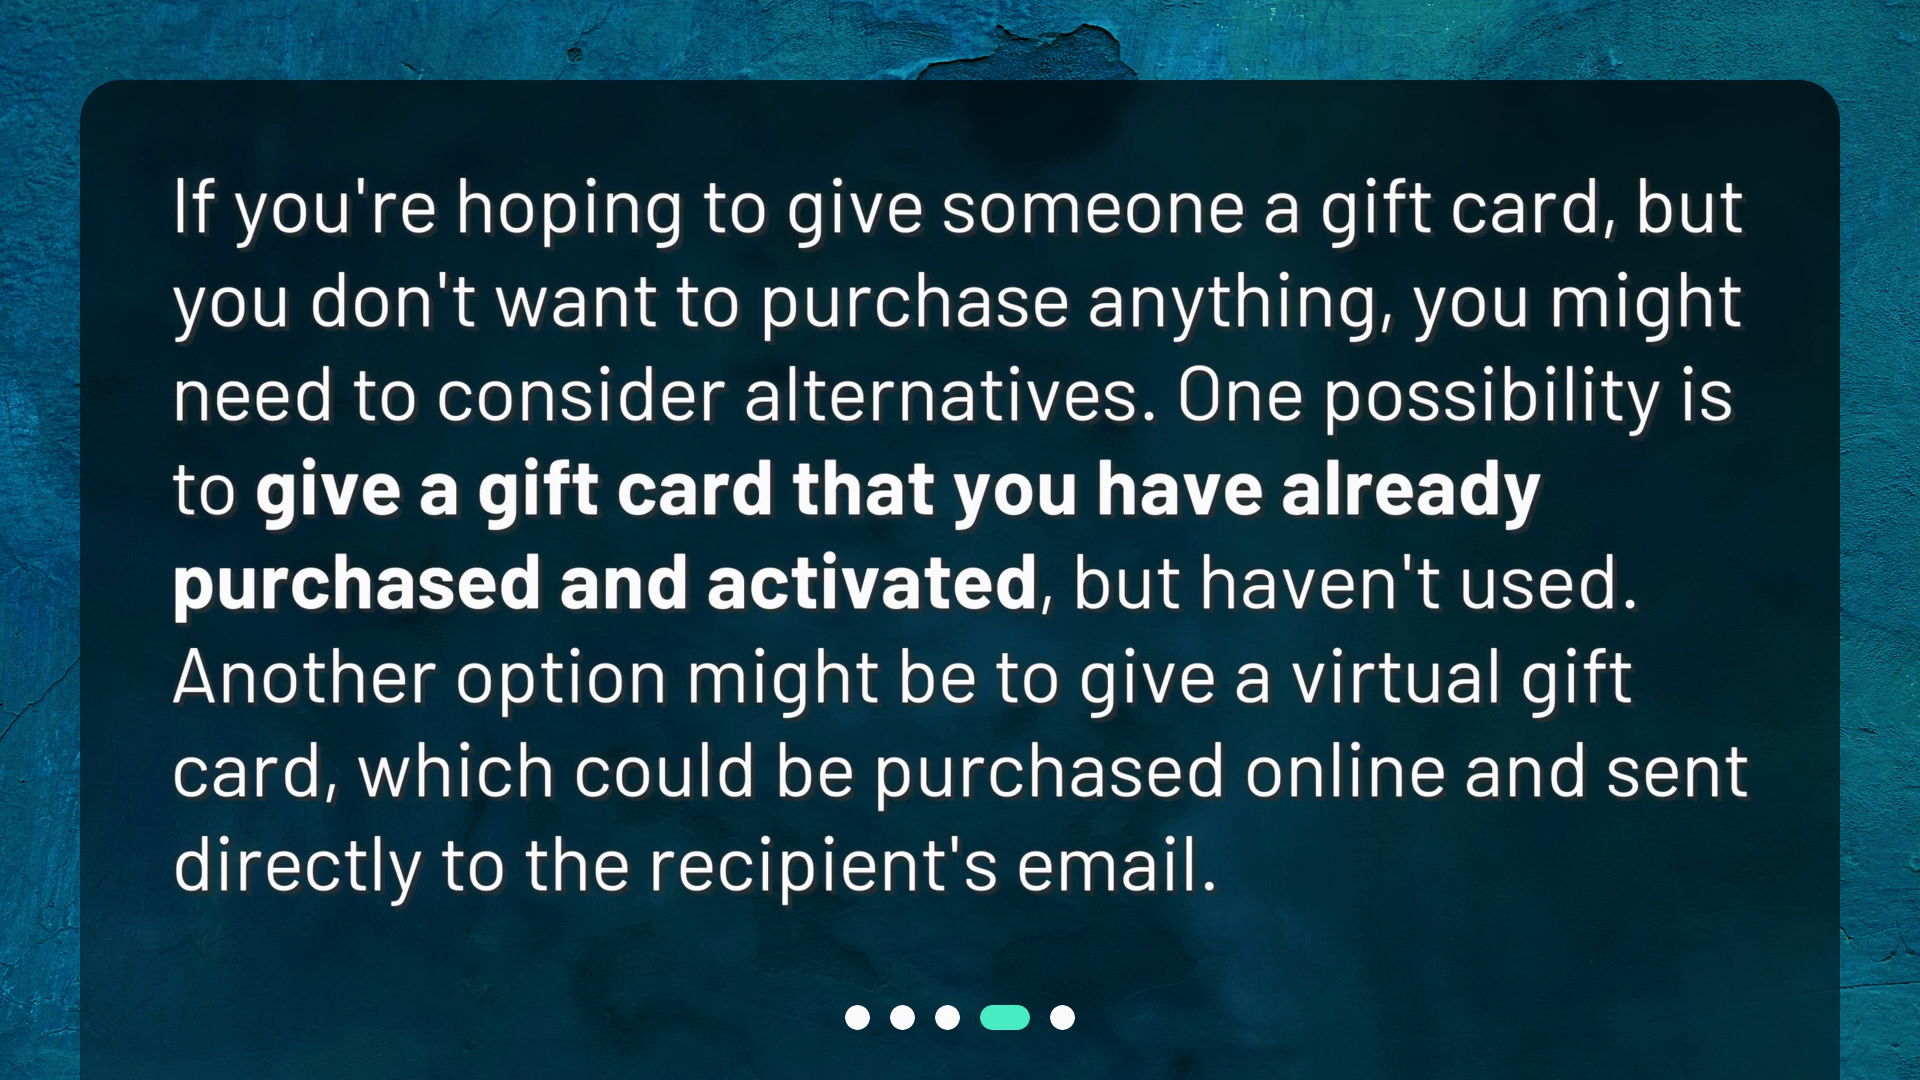 If you're hoping to give someone a gift card, but
you don't want to purchase anything, you might
need to consider alternatives. One possibility is
to give a gift card that you have already
purchased and activated, but haven't used.
Another option might be to give a virtual gift
card, which could be purchased online and sent
directly to the recipient's email.